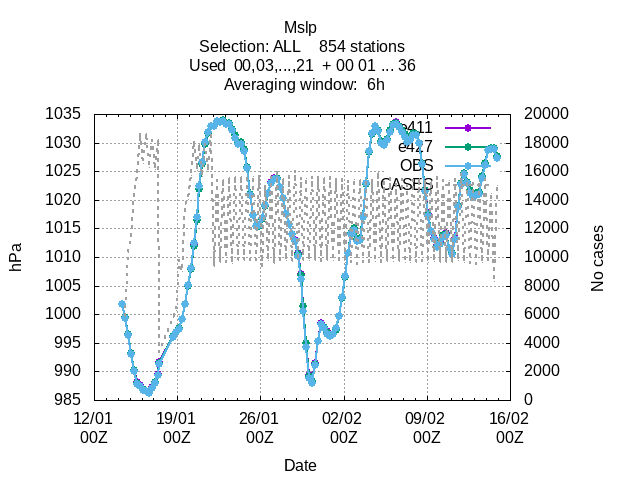 Mslp
Selection: ALL    854 stations
Used  00,03,...,21  + 00 01 ... 36
Averaging window:  6h
1035
1030
1025
1020
1015
1010
1005
1000
995
990
985
hPa
e411
e427
OBS
CASES
20000
18000
16000
14000
12000
10000
8000
6000
4000
2000
0
No cases
12/01 19/01 26/01 02/02 09/02 16/02
00Z 00Z 00Z 00Z 00Z 00Z
Date